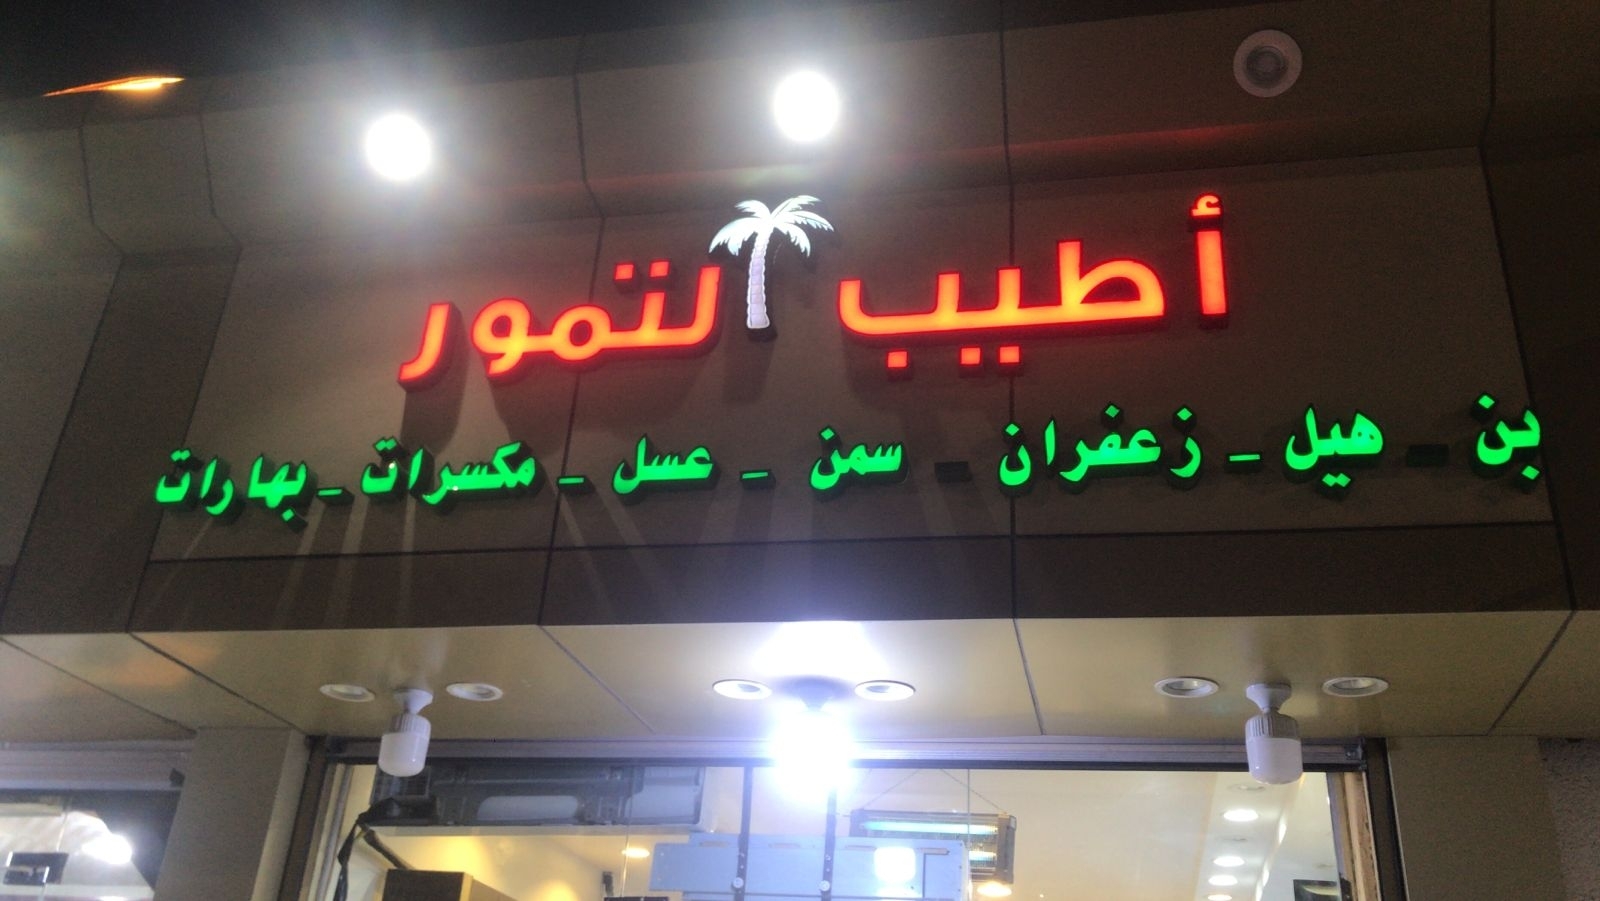 أطيب التمور
بن - هيل - زعفران - سمن - عسل - مكسرات - بهارات